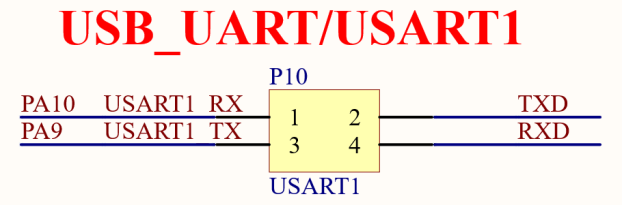 USB_UART/USART1
P10
PA10 USART1 RX 1 2 TXD
PA9 USART1 TX 3 4 RXD
USART1